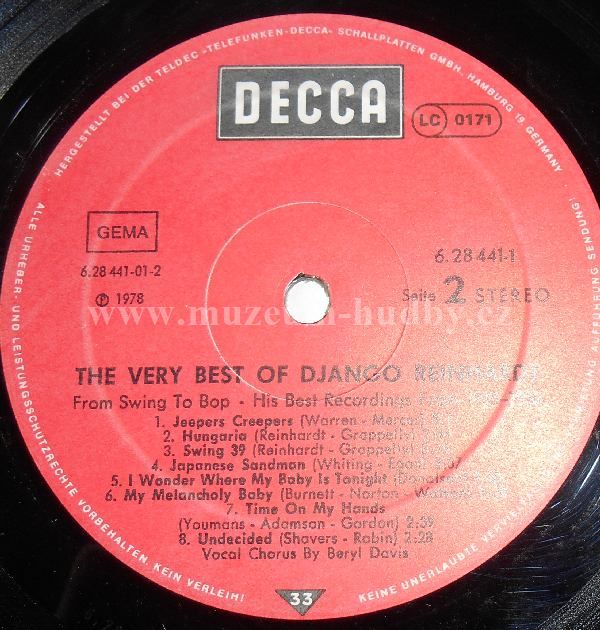 HERGESTELLT BEI DER TELDEC »TELEFUNKEN-DECCA« SCHALLPLATTEN GMBH. HAMBURG 19, GERMANY
DECCA
LC 0171
GEMA
6.28 441-01-2
℗ 1978
6.28 441-1
Seite 2 STEREO
www.muzeum-hudby.cz
THE VERY BEST OF DJANGO REINHARDT
From Swing To Bop - His Best Recordings
1. Jeepers Creepers (Warren - Mercer)
2. Hungaria (Reinhardt - Grappelly)
3. Swing 39 (Reinhardt - Grappelly)
4. Japanese Sandman (Whiting - Egan)
5. I Wonder Where My Baby Is Tonight
6. My Melancholy Baby (Burnett - Norton - Watson)
7. Time On My Hands
(Youmans - Adamson - Gordon) 2:39
8. Undecided (Shavers - Robin) 2:28
Vocal Chorus By Beryl Davis
33
ALLE URHEBER- UND LEISTUNGSSCHUTZRECHTE VORBEHALTEN. KEIN VERLEIH!
KEINE UNERLAUBTE AUFFÜHRUNG, SENDUNG!